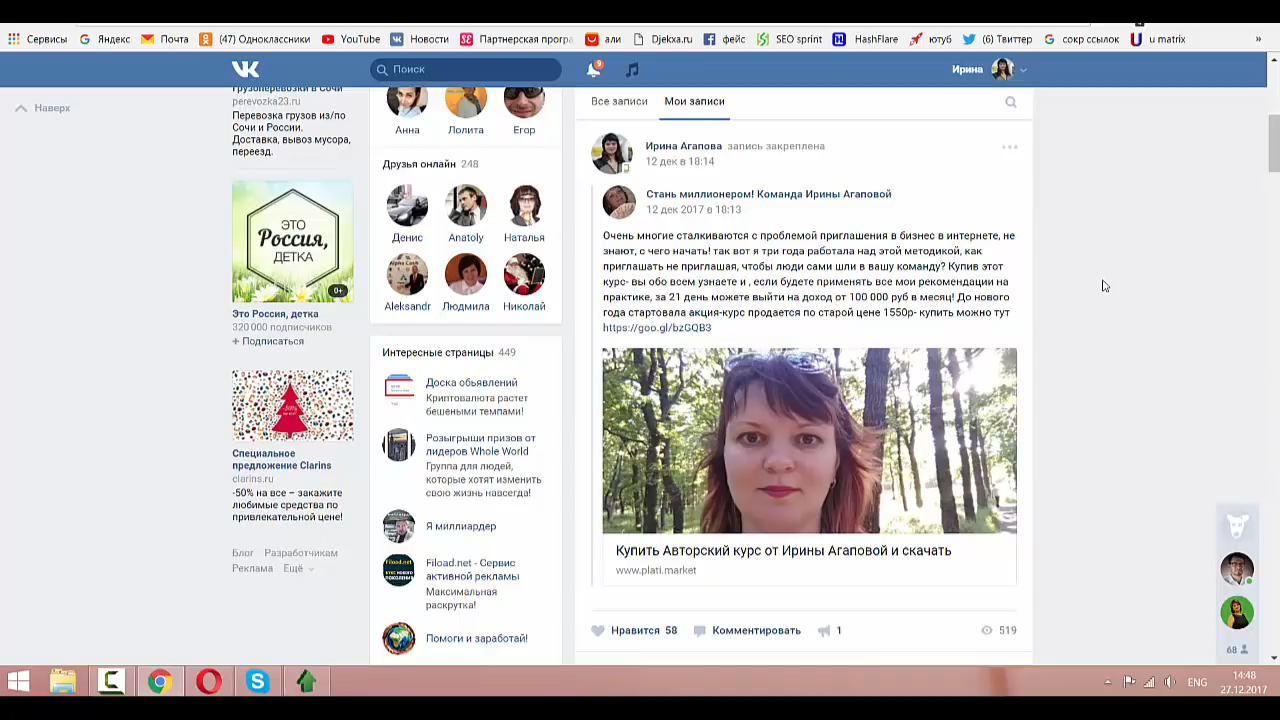 Сервисы Яндекс Почта (47) Одноклассники YouTube Новости Партнерская програ али Djekxa.ru фейс SEO sprint HashFlare ютуб (6) Твиттер сокр ссылок u matrix »
Поиск 9 Ирина
Наверх
Грузоперевозки в Сочи
perevozka23.ru
Перевозка грузов из/по
Сочи и России.
Доставка, вывоз мусора,
переезд.
ЭТО
Россия,
ДЕТКА
0+
Это Россия, детка
320 000 подписчиков
+ Подписаться
-50%
Специальное
предложение Clarins
clarins.ru
-50% на все – закажите
любимые средства по
привлекательной цене!
Блог Разработчикам
Реклама Ещё
Анна Лолита Егор
Друзья онлайн 248
Денис Anatoly Наталья
Aleksandr Людмила Николай
Интересные страницы 449
Доска обьявлений
Криптовалюта растет
бешеными темпами!
Розыгрыши призов от
лидеров Whole World
Группа для людей,
которые хотят изменить
свою жизнь навсегда!
Я миллиардер
Fiload.net - Сервис
активной рекламы
Максимальная
раскрутка!
Помоги и заработай!
Все записи Мои записи
Ирина Агапова запись закреплена
12 дек в 18:14
Стань миллионером! Команда Ирины Агаповой
12 дек 2017 в 18:13
Очень многие сталкиваются с проблемой приглашения в бизнес в интернете, не
знают, с чего начать! так вот я три года работала над этой методикой, как
приглашать не приглашая, чтобы люди сами шли в вашу команду? Купив этот
курс- вы обо всем узнаете и , если будете применять все мои рекомендации на
практике, за 21 день можете выйти на доход от 100 000 руб в месяц! До нового
года стартовала акция-курс продается по старой цене 1550р- купить можно тут
https://goo.gl/bzGQB3
Купить Авторский курс от Ирины Агаповой и скачать
www.plati.market
Нравится 58 Комментировать 1 519
68
ENG 14:48
27.12.2017